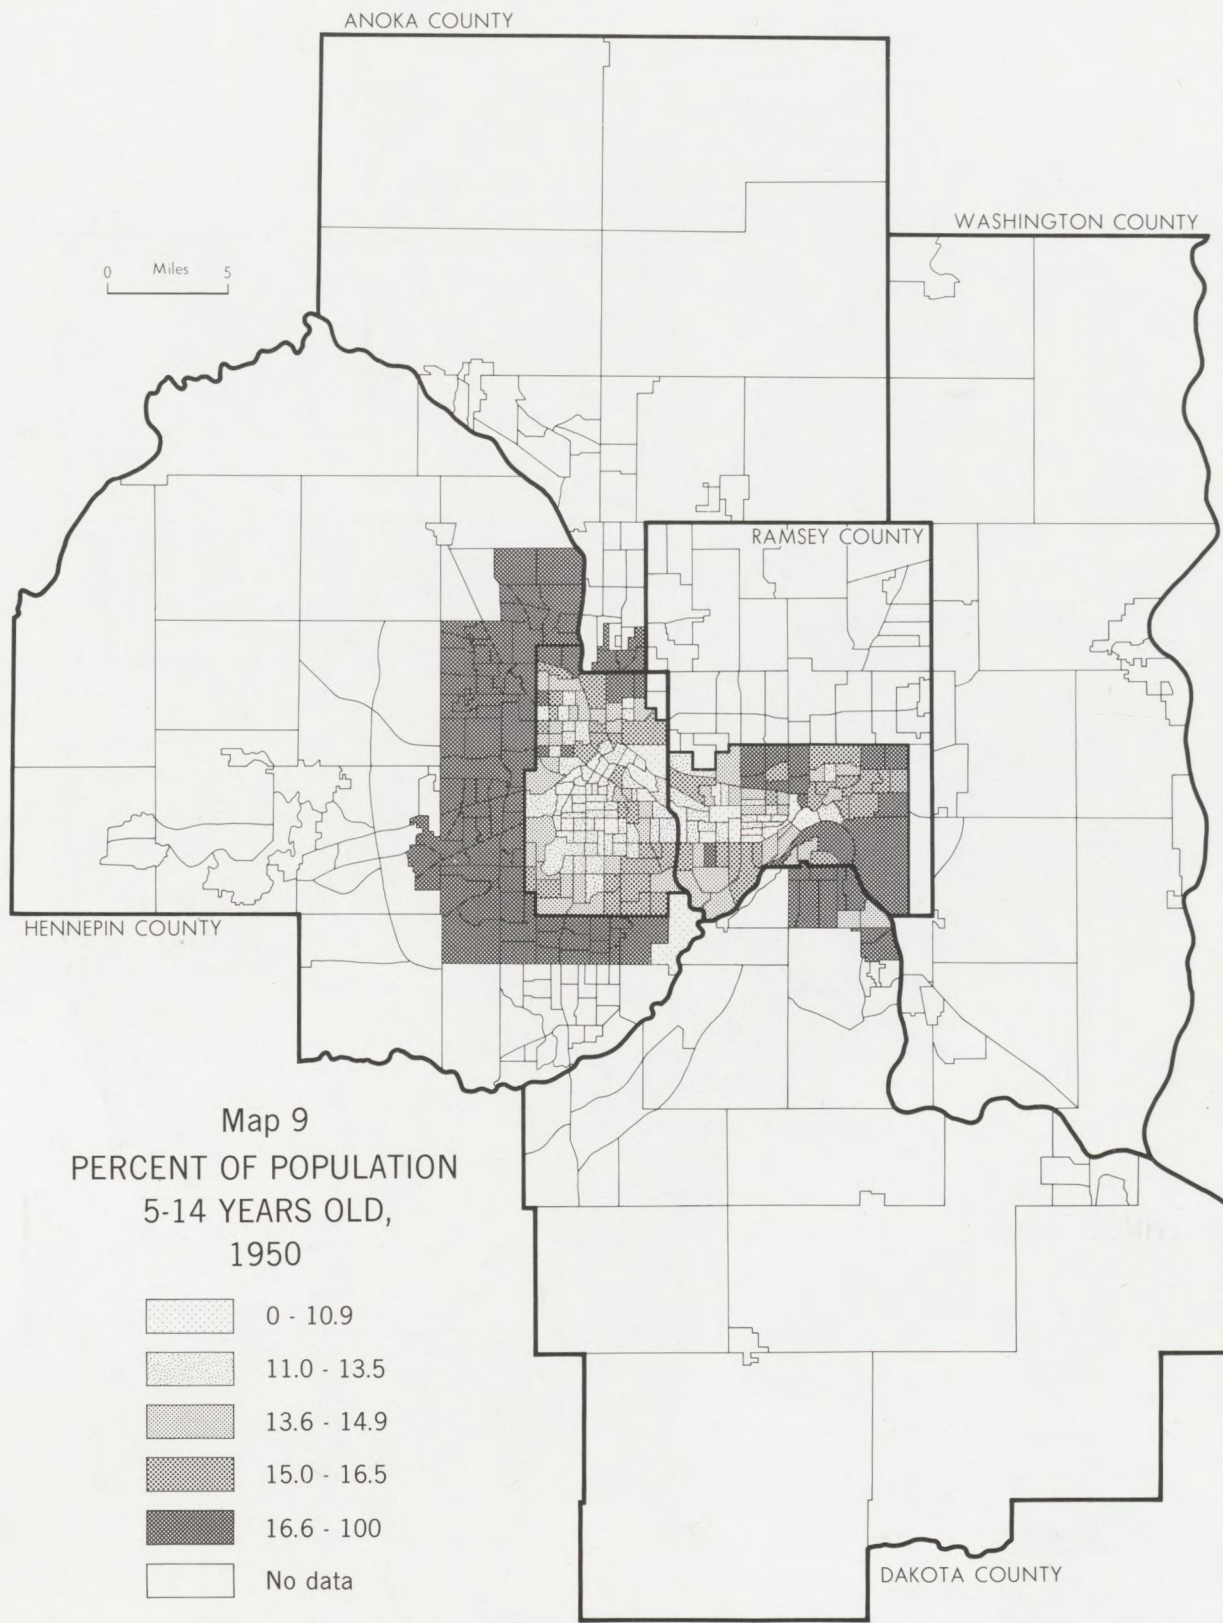 ANOKA COUNTY
WASHINGTON COUNTY
0 Miles 5
RAMSEY COUNTY
HENNEPIN COUNTY
Map 9
PERCENT OF POPULATION
5-14 YEARS OLD,
1950
0 - 10.9
11.0 - 13.5
13.6 - 14.9
15.0 - 16.5
16.6 - 100
No data
DAKOTA COUNTY